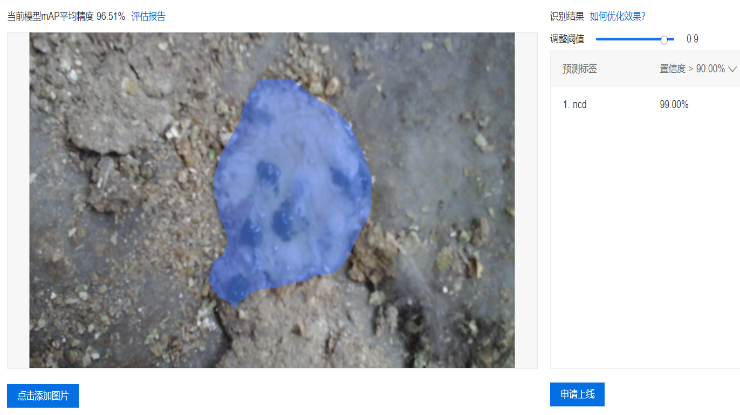 当前模型mAP平均精度 96.51% 评估报告
识别结果 如何优化效果?
调整阈值 0.9
预测标签 置信度 > 90.00%
1. ncd 99.00%
点击添加图片
申请上线